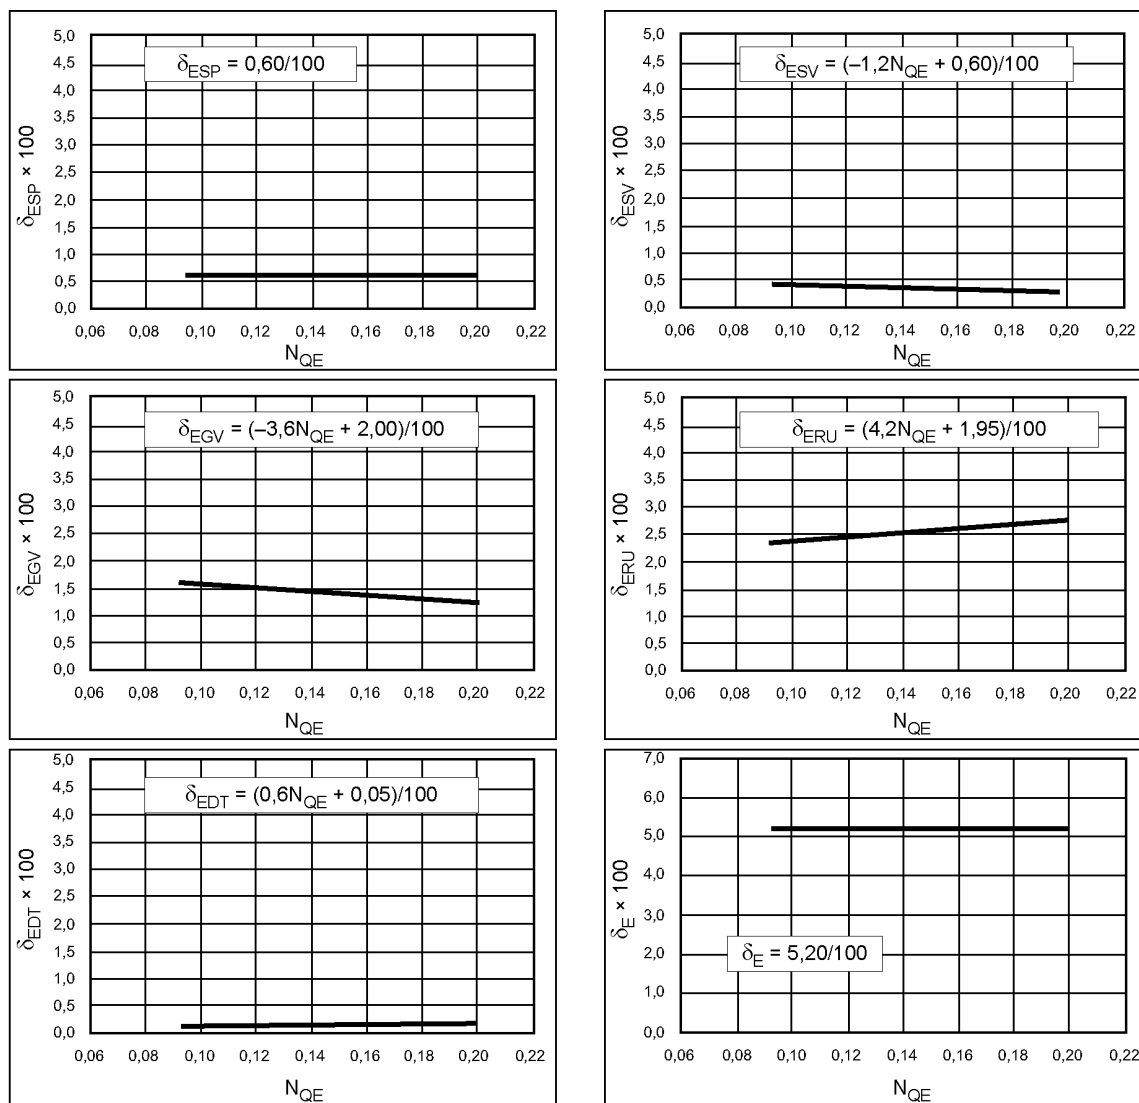 5,0
4,5
4,0
3,5
3,0
2,5
2,0
1,5
1,0
0,5
0,0
δESP × 100
δESP = 0,60/100
0,06 0,08 0,10 0,12 0,14 0,16 0,18 0,20 0,22
NQE
5,0
4,5
4,0
3,5
3,0
2,5
2,0
1,5
1,0
0,5
0,0
δESV × 100
δESV = (–1,2NQE + 0,60)/100
0,06 0,08 0,10 0,12 0,14 0,16 0,18 0,20 0,22
NQE
5,0
4,5
4,0
3,5
3,0
2,5
2,0
1,5
1,0
0,5
0,0
δEGV × 100
δEGV = (–3,6NQE + 2,00)/100
0,06 0,08 0,10 0,12 0,14 0,16 0,18 0,20 0,22
NQE
5,0
4,5
4,0
3,5
3,0
2,5
2,0
1,5
1,0
0,5
0,0
δERU × 100
δERU = (4,2NQE + 1,95)/100
0,06 0,08 0,10 0,12 0,14 0,16 0,18 0,20 0,22
NQE
5,0
4,5
4,0
3,5
3,0
2,5
2,0
1,5
1,0
0,5
0,0
δEDT × 100
δEDT = (0,6NQE + 0,05)/100
0,06 0,08 0,10 0,12 0,14 0,16 0,18 0,20 0,22
NQE
7,0
6,0
5,0
4,0
3,0
2,0
1,0
0,0
δE × 100
δE = 5,20/100
0,06 0,08 0,10 0,12 0,14 0,16 0,18 0,20 0,22
NQE